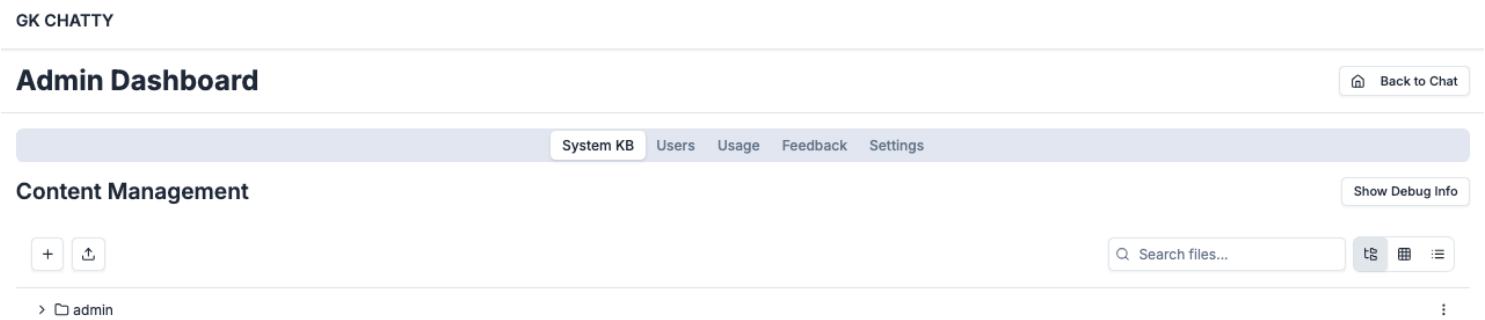 GK CHATTY
Admin Dashboard
Back to Chat
System KB Users Usage Feedback Settings
Content Management
Show Debug Info
Search files...
admin